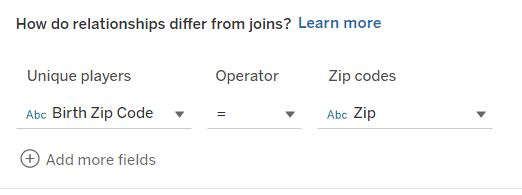 How do relationships differ from joins? Learn more
Unique players Operator Zip codes
Abc Birth Zip Code = Abc Zip
Add more fields